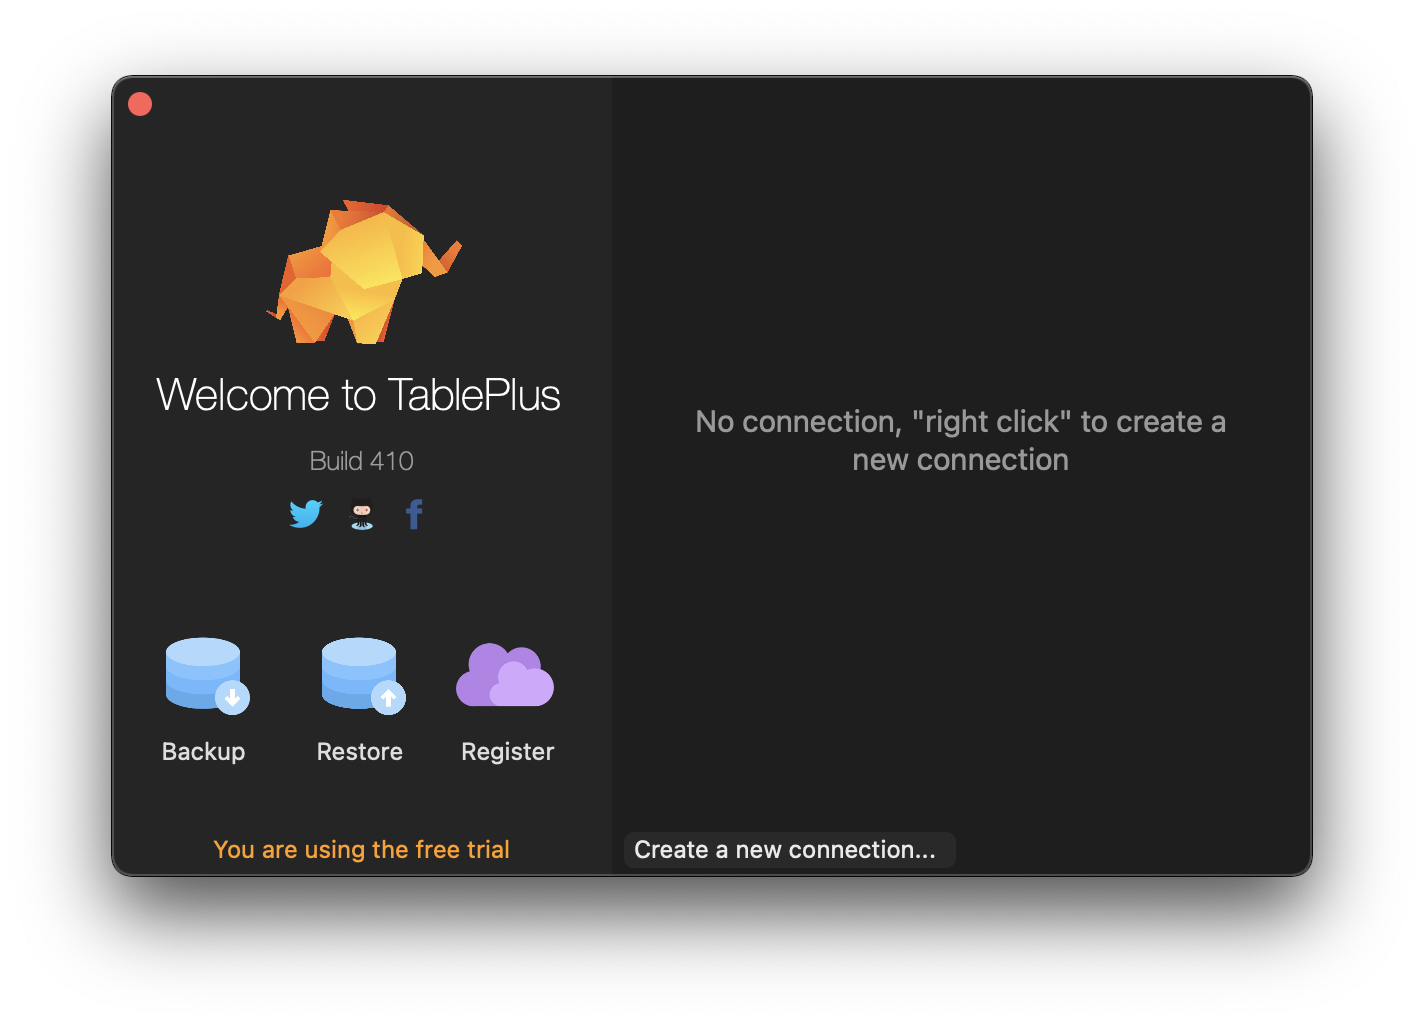 Welcome to TablePlus
Build 410
Backup
Restore
Register
You are using the free trial
No connection, "right click" to create a
new connection
Create a new connection...